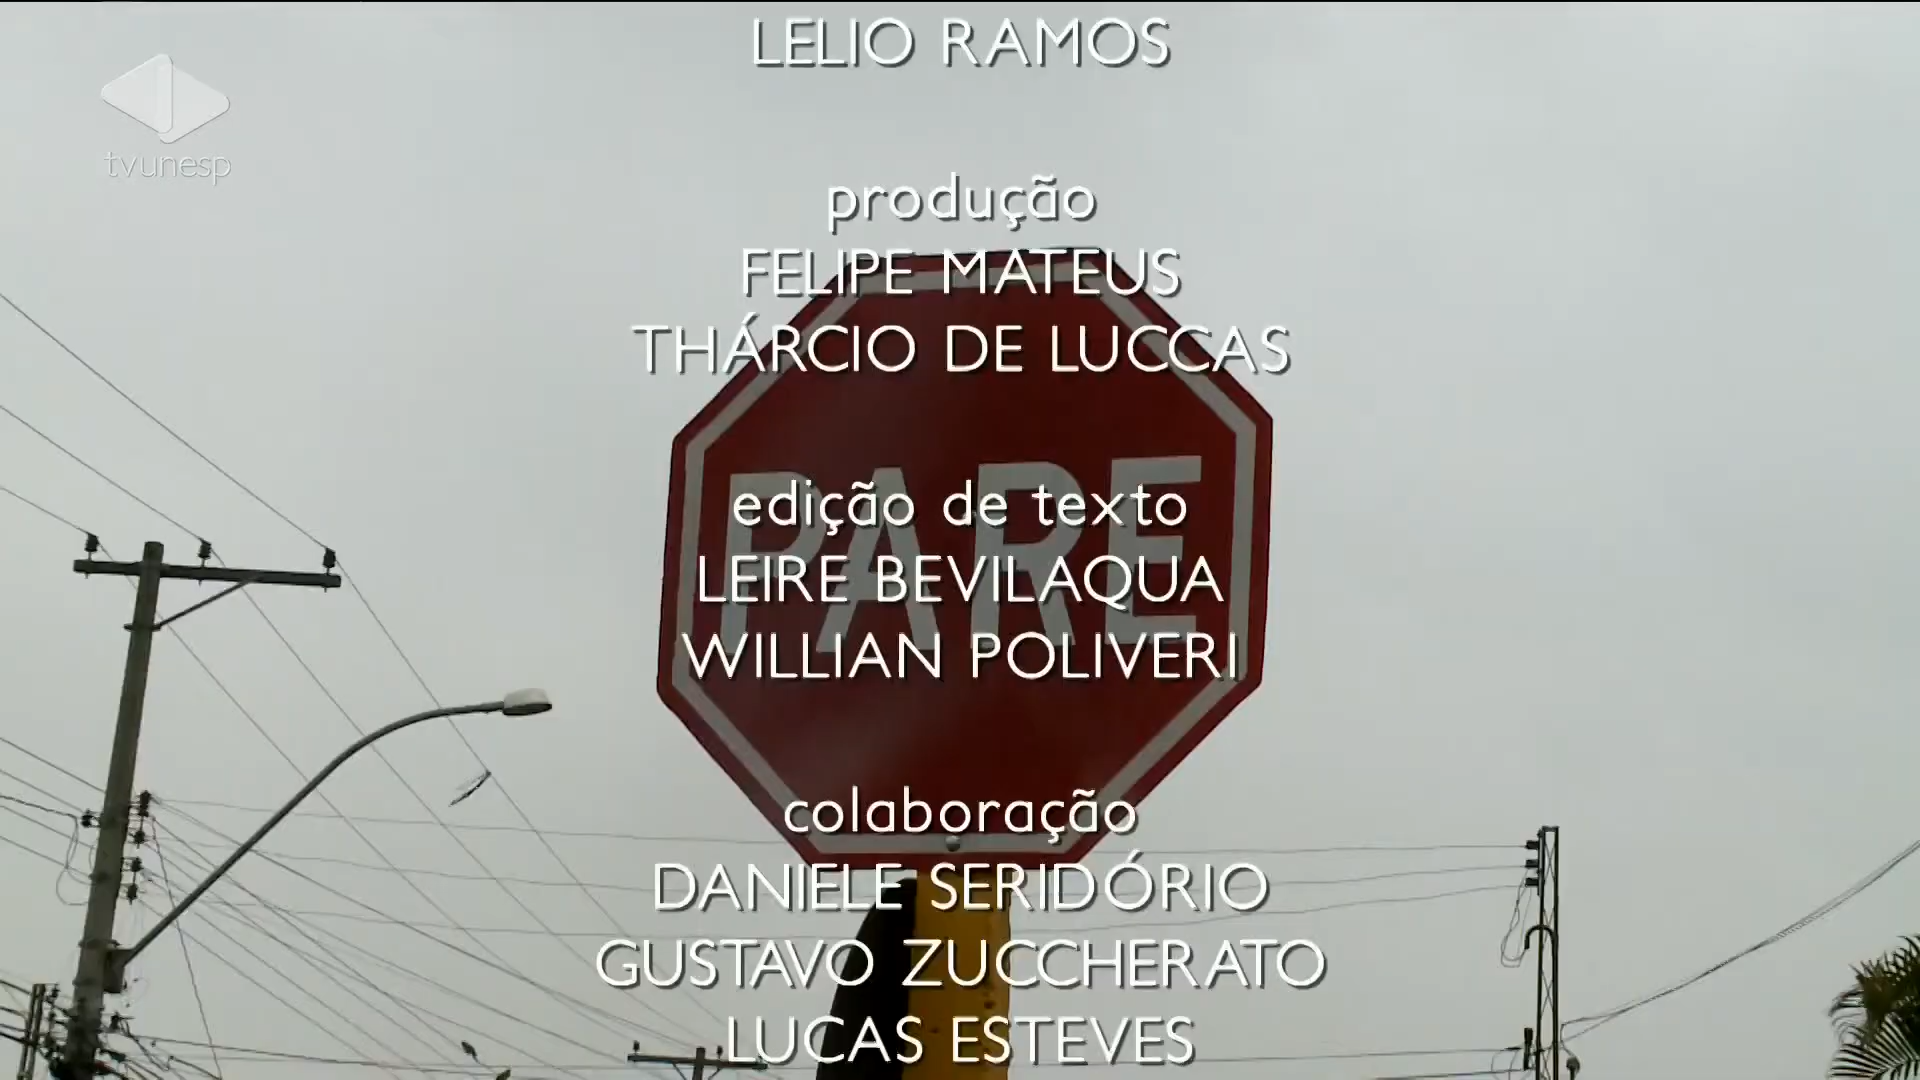 LELIO RAMOS
tvunesp
produção
FELIPE MATEUS
THÁRCIO DE LUCCAS
PARE
edição de texto
LEIRE BEVILAQUA
WILLIAN POLIVERI
colaboração
DANIELE SERIDÓRIO
GUSTAVO ZUCCHERATO
LUCAS ESTEVES